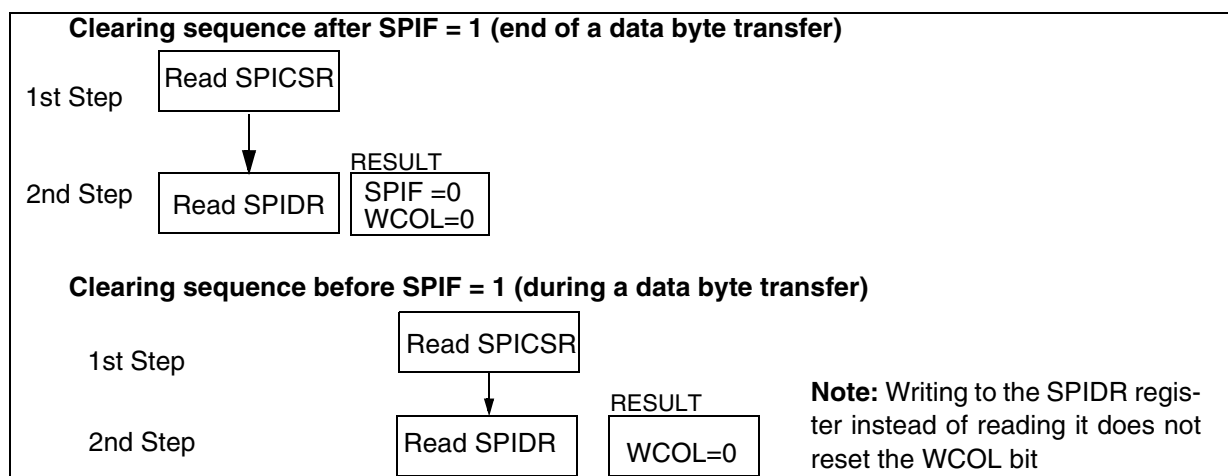 Clearing sequence after SPIF = 1 (end of a data byte transfer)
1st Step
Read SPICSR
2nd Step
Read SPIDR
RESULT
SPIF =0
WCOL=0
Clearing sequence before SPIF = 1 (during a data byte transfer)
1st Step
Read SPICSR
2nd Step
Read SPIDR
RESULT
WCOL=0
Note: Writing to the SPIDR regis-
ter instead of reading it does not
reset the WCOL bit